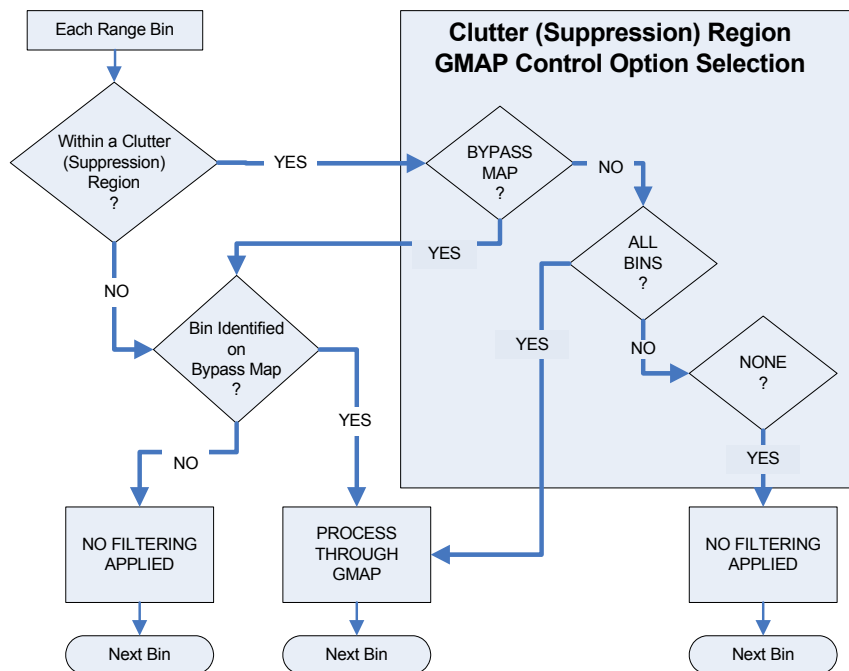 Each Range Bin
Clutter (Suppression) Region
GMAP Control Option Selection
Within a Clutter
(Suppression)
Region
?
YES
BYPASS
MAP
?
NO
YES
ALL
BINS
?
NO
Bin Identified
on
Bypass Map
?
YES
NO
NONE
?
YES
NO
YES
NO FILTERING
APPLIED
PROCESS
THROUGH
GMAP
NO FILTERING
APPLIED
Next Bin
Next Bin
Next Bin